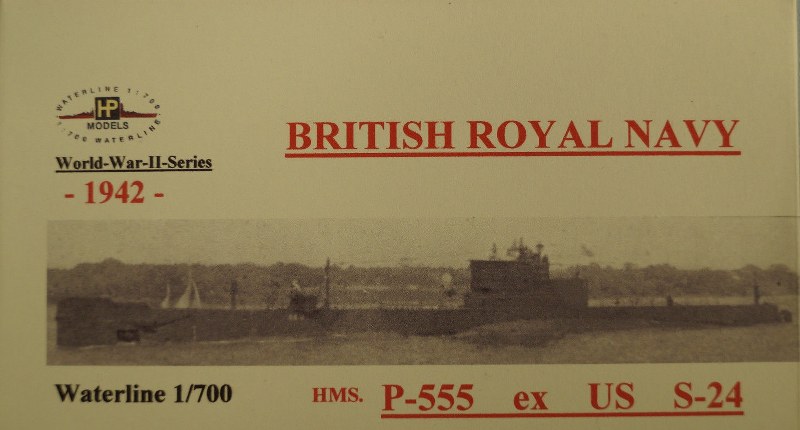 WATERLINE 1:700
HP
MODELS
1:700 WATERLINE
BRITISH ROYAL NAVY
World-War-II-Series
- 1942 -
Waterline 1/700
HMS. P-555 ex US S-24